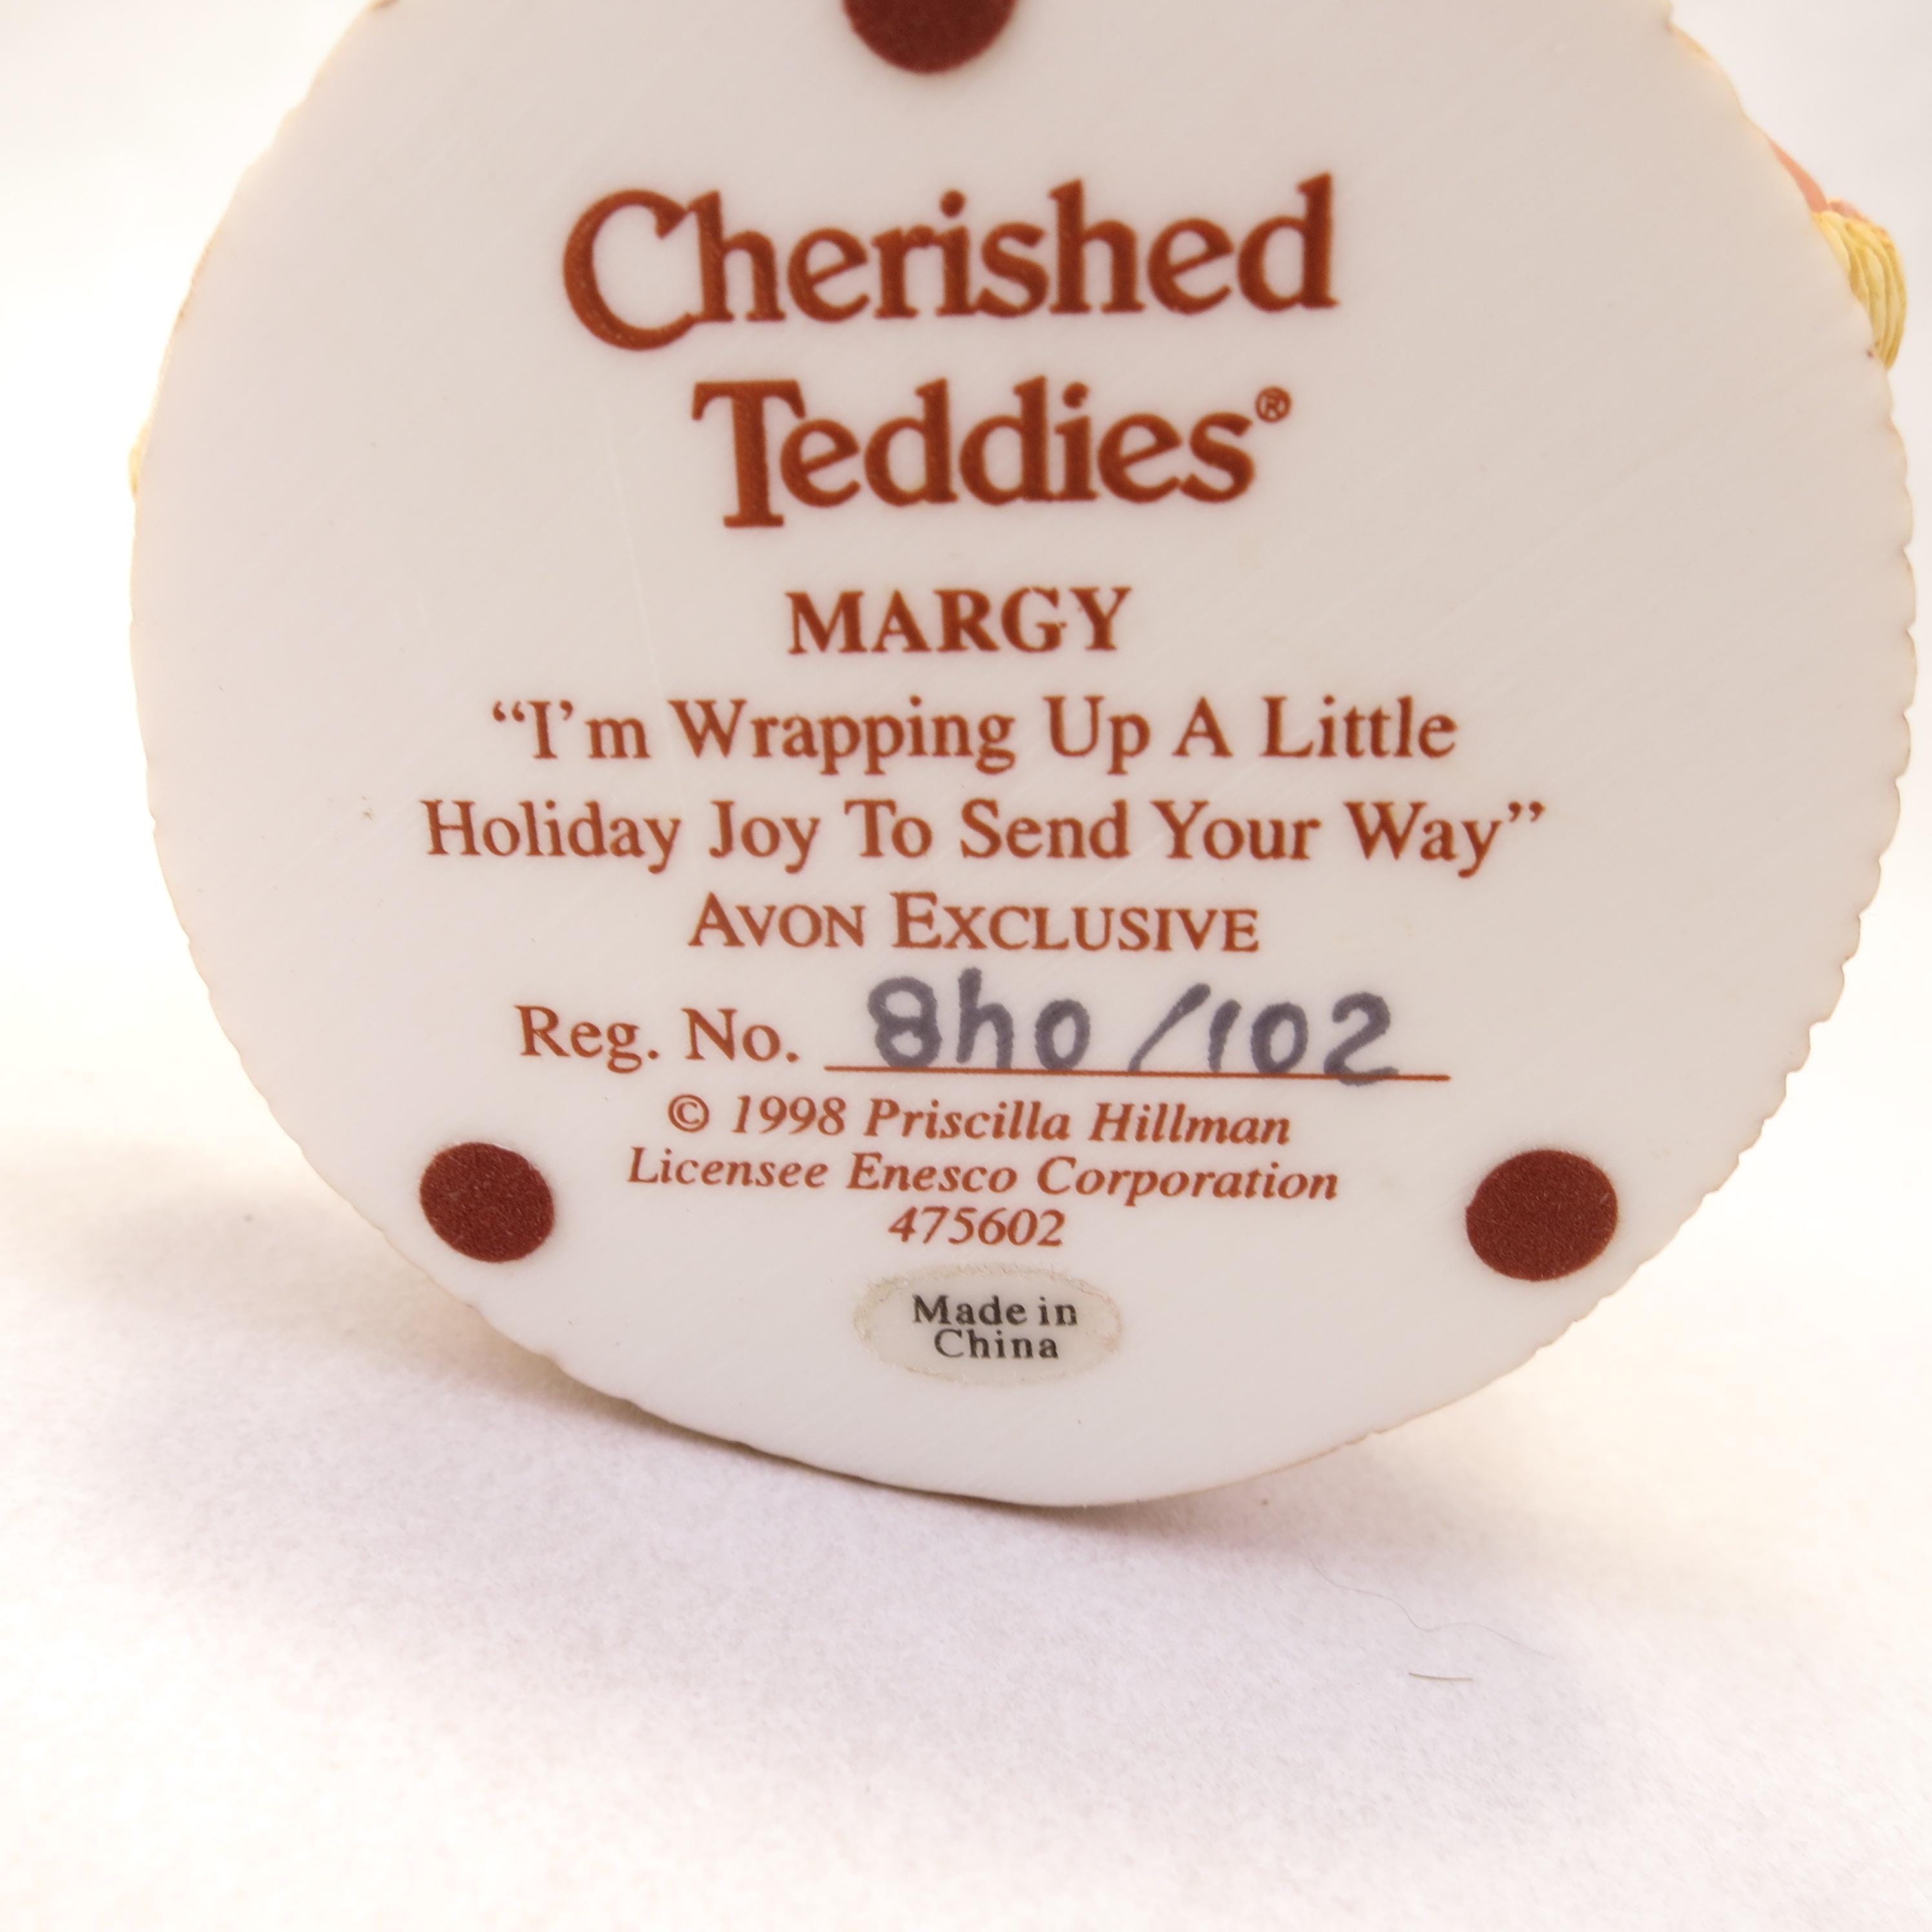 Cherished
Teddies®
MARGY
“I’m Wrapping Up A Little
Holiday Joy To Send Your Way”
AVON EXCLUSIVE
Reg. No. 8h0/102
© 1998 Priscilla Hillman
Licensee Enesco Corporation
475602
Made in
China